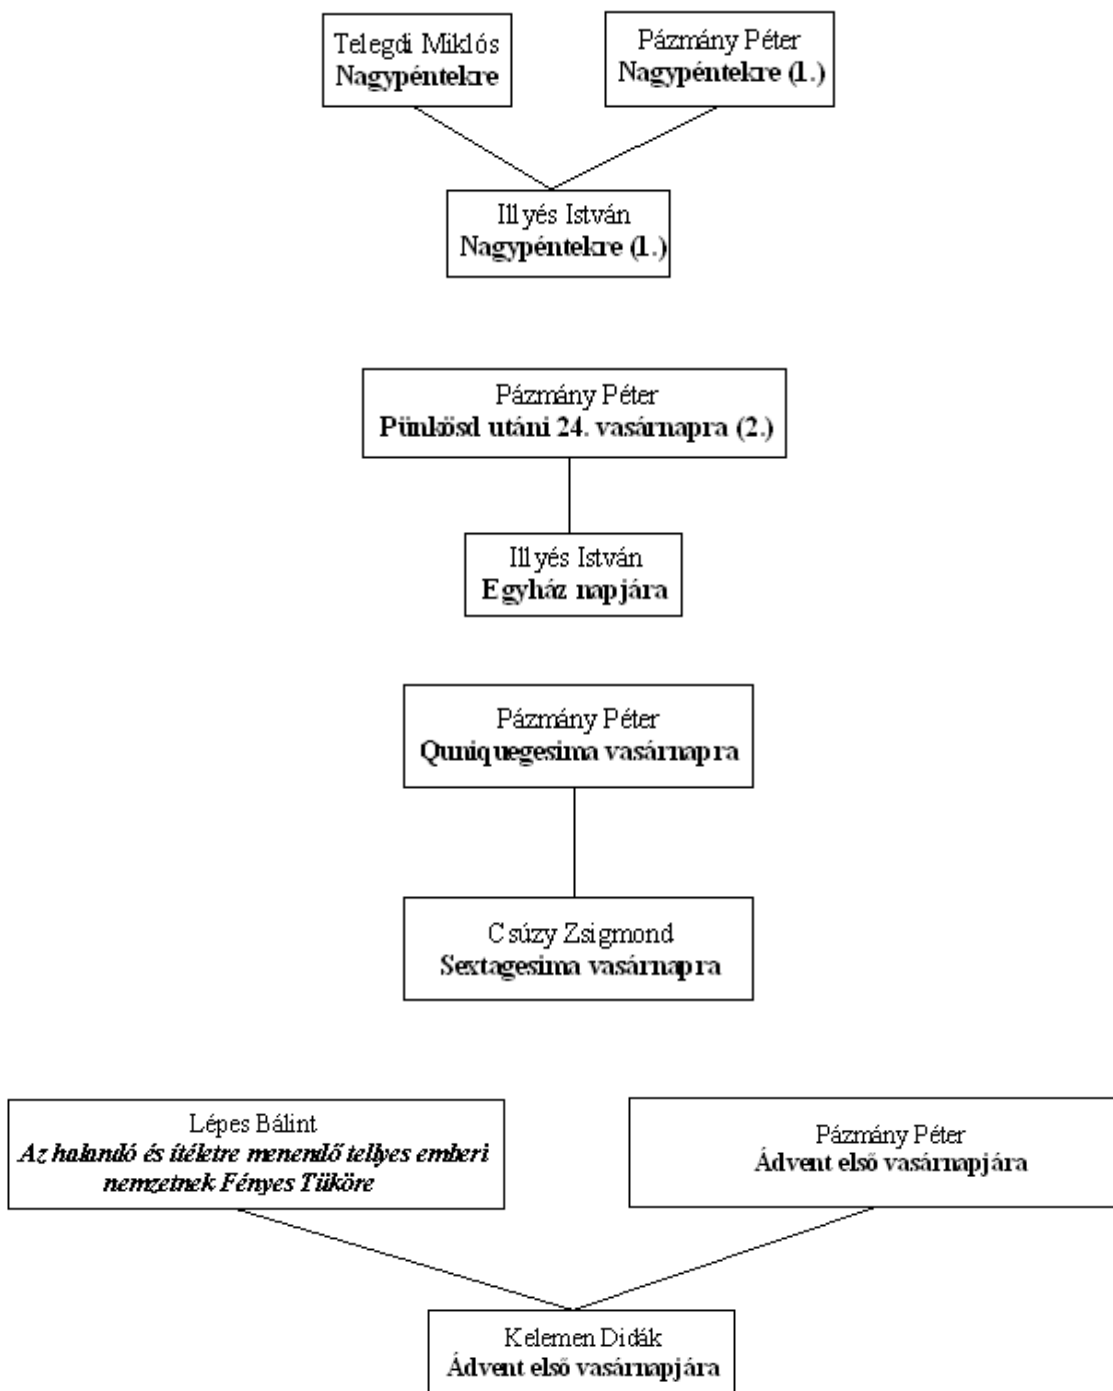 Telegdi Miklós
Nagypéntekre
Pázmány Péter
Nagypéntekre (1.)
Illyés István
Nagypéntekre (1.)
Pázmány Péter
Pünkösd utáni 24. vasárnapra (2.)
Illyés István
Egyház napjára
Pázmány Péter
Quniquegesima vasárnapra
Csúzy Zsigmond
Sextagesima vasárnapra
Lépes Bálint
Az halandó és ítéletre menendő tellyes emberi
nemzetnek Fényes Tüköre
Pázmány Péter
Ádvent első vasárnapjára
Kelemen Didák
Ádvent első vasárnapjára